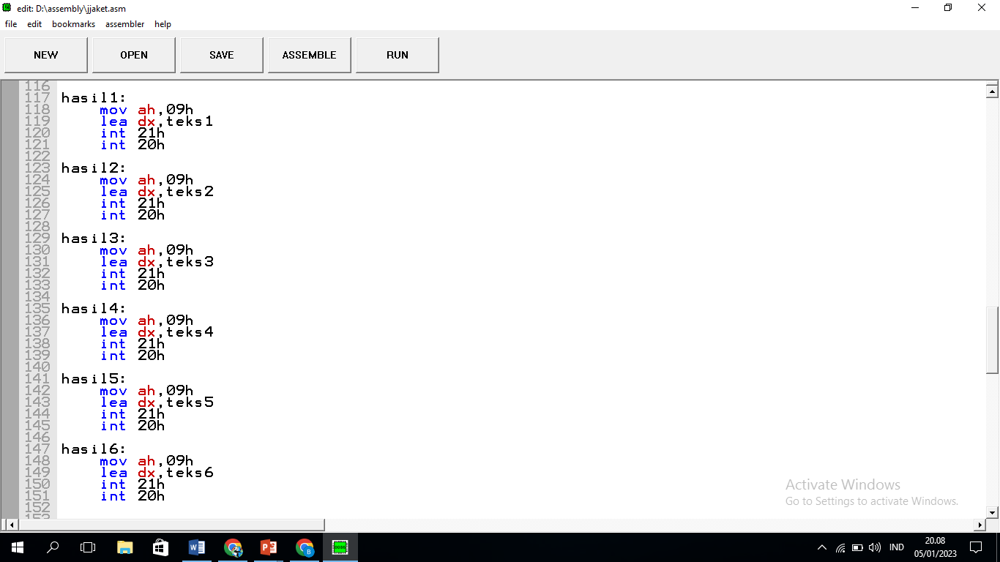 edit: D:\assembly\jjaket.asm
file edit bookmarks assembler help
NEW OPEN SAVE ASSEMBLE RUN
116
117 hasil1:
118 mov ah,09h
119 lea dx,teks1
120 int 21h
121 int 20h
122
123 hasil2:
124 mov ah,09h
125 lea dx,teks2
126 int 21h
127 int 20h
128
129 hasil3:
130 mov ah,09h
131 lea dx,teks3
132 int 21h
133 int 20h
134
135 hasil4:
136 mov ah,09h
137 lea dx,teks4
138 int 21h
139 int 20h
140
141 hasil5:
142 mov ah,09h
143 lea dx,teks5
144 int 21h
145 int 20h
146
147 hasil6:
148 mov ah,09h
149 lea dx,teks6
150 int 21h
151 int 20h
152
153
Activate Windows
Go to Settings to activate Windows.
IND
20.08
05/01/2023